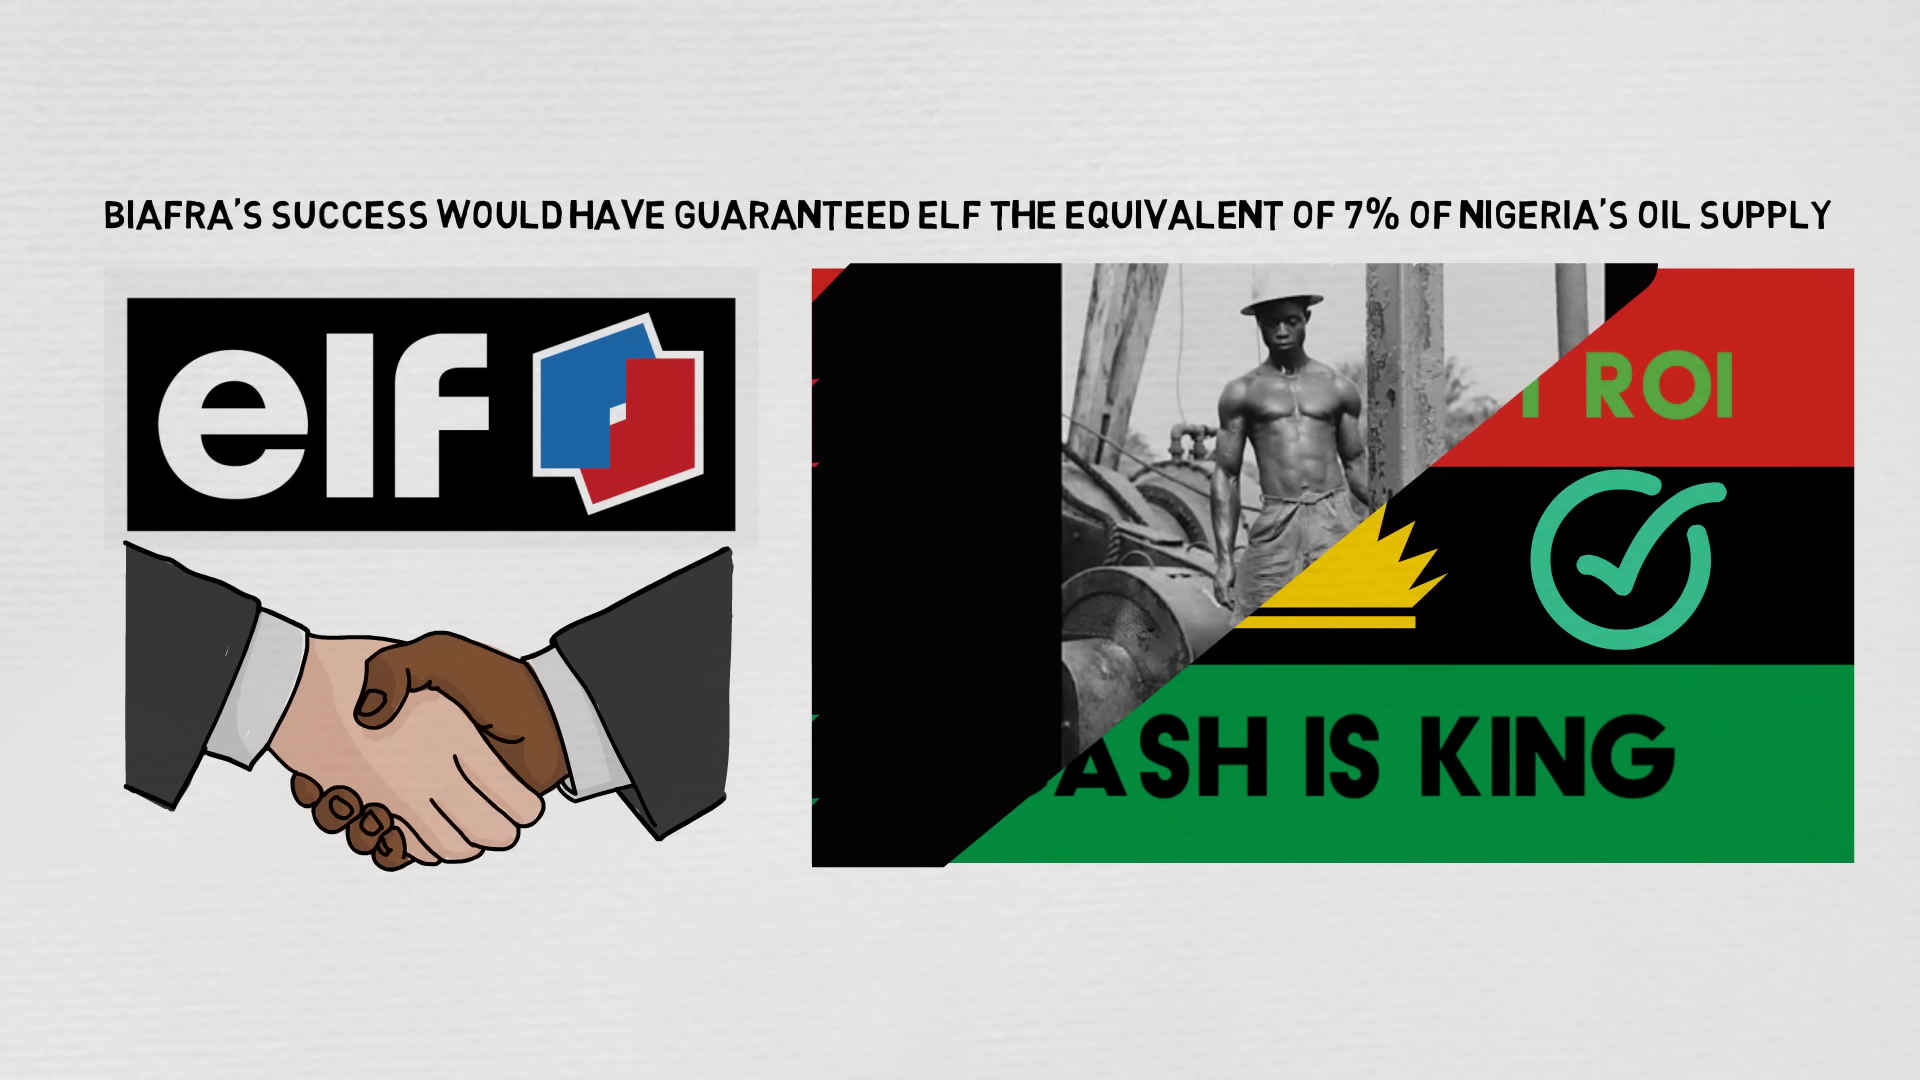 BIAFRA'S SUCCESS WOULD HAVE GUARANTEED ELF THE EQUIVALENT OF 7% OF NIGERIA'S OIL SUPPLY
elf
ROI
ASH IS KING